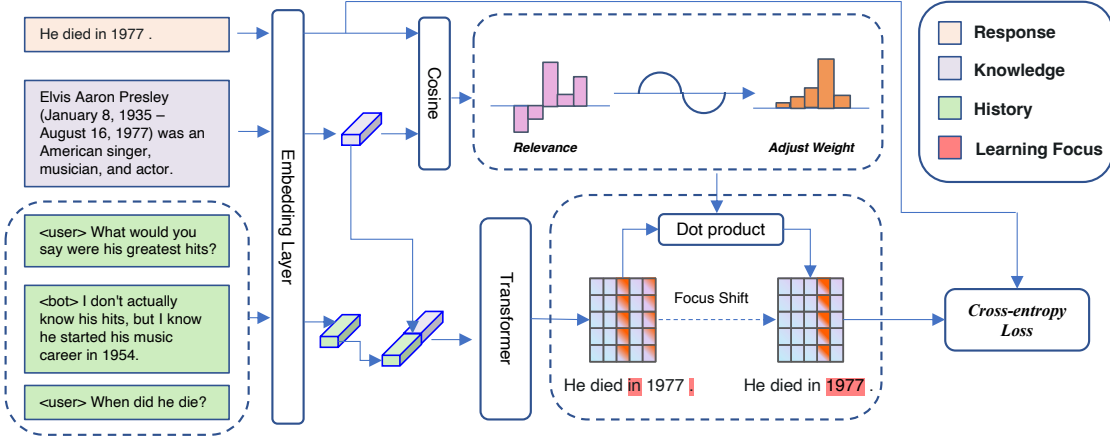 He died in 1977 .
Elvis Aaron Presley
(January 8, 1935 –
August 16, 1977) was an
American singer,
musician, and actor.
<user> What would you
say were his greatest hits?
<bot> I don't actually
know his hits, but I know
he started his music
career in 1954.
<user> When did he die?
Embedding Layer
Cosine
Relevance
Adjust Weight
Transformer
Dot product
Focus Shift
He died in 1977 .
He died in 1977 .
Cross-entropy
Loss
Response
Knowledge
History
Learning Focus